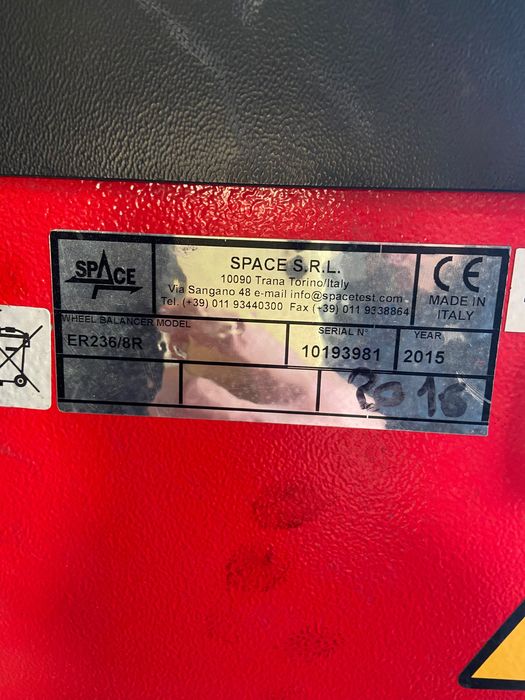 SPACE
SPACE S.R.L.
10090 Trana Torino/Italy
Via Sangano 48 e-mail info@spacetest.com
Tel. (+39) 011 93440300 Fax (+39) 011 9338864
CE
MADE IN
ITALY
WHEEL BALANCER MODEL
ER236/8R
SERIAL N°
10193981
YEAR
2015
2016